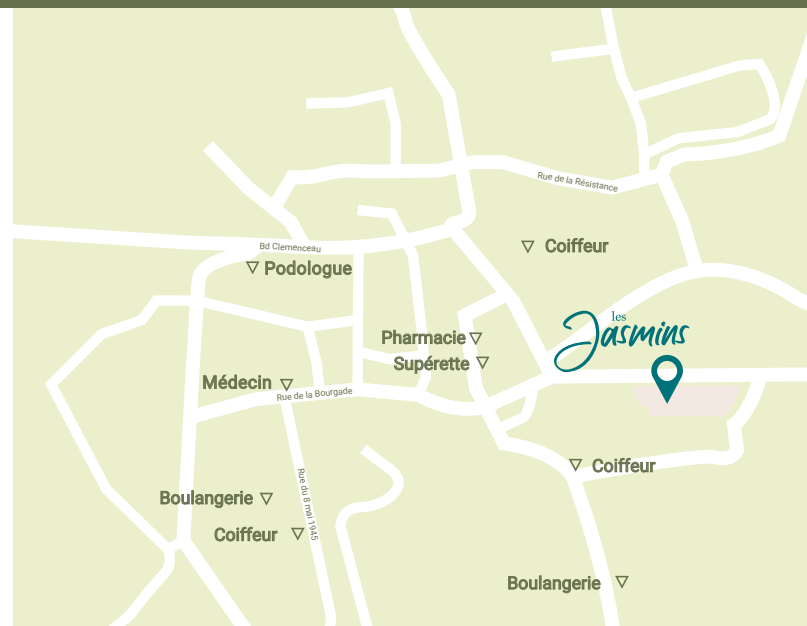 Rue de la Résistance
Bd Clemenceau
Coiffeur
Podologue
les
Jasmins
Pharmacie
Supérette
Médecin
Rue de la Bourgade
Coiffeur
Rue du 8 mai 1945
Boulangerie
Coiffeur
Boulangerie